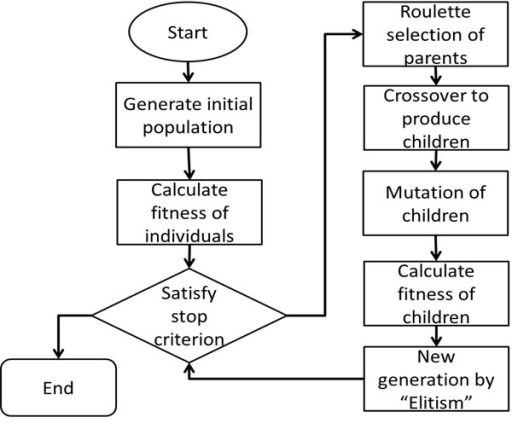 Start
Generate initial
population
Calculate
fitness of
individuals
Satisfy
stop
criterion
End
Roulette
selection of
parents
Crossover to
produce
children
Mutation of
children
Calculate
fitness of
children
New
generation by
“Elitism”